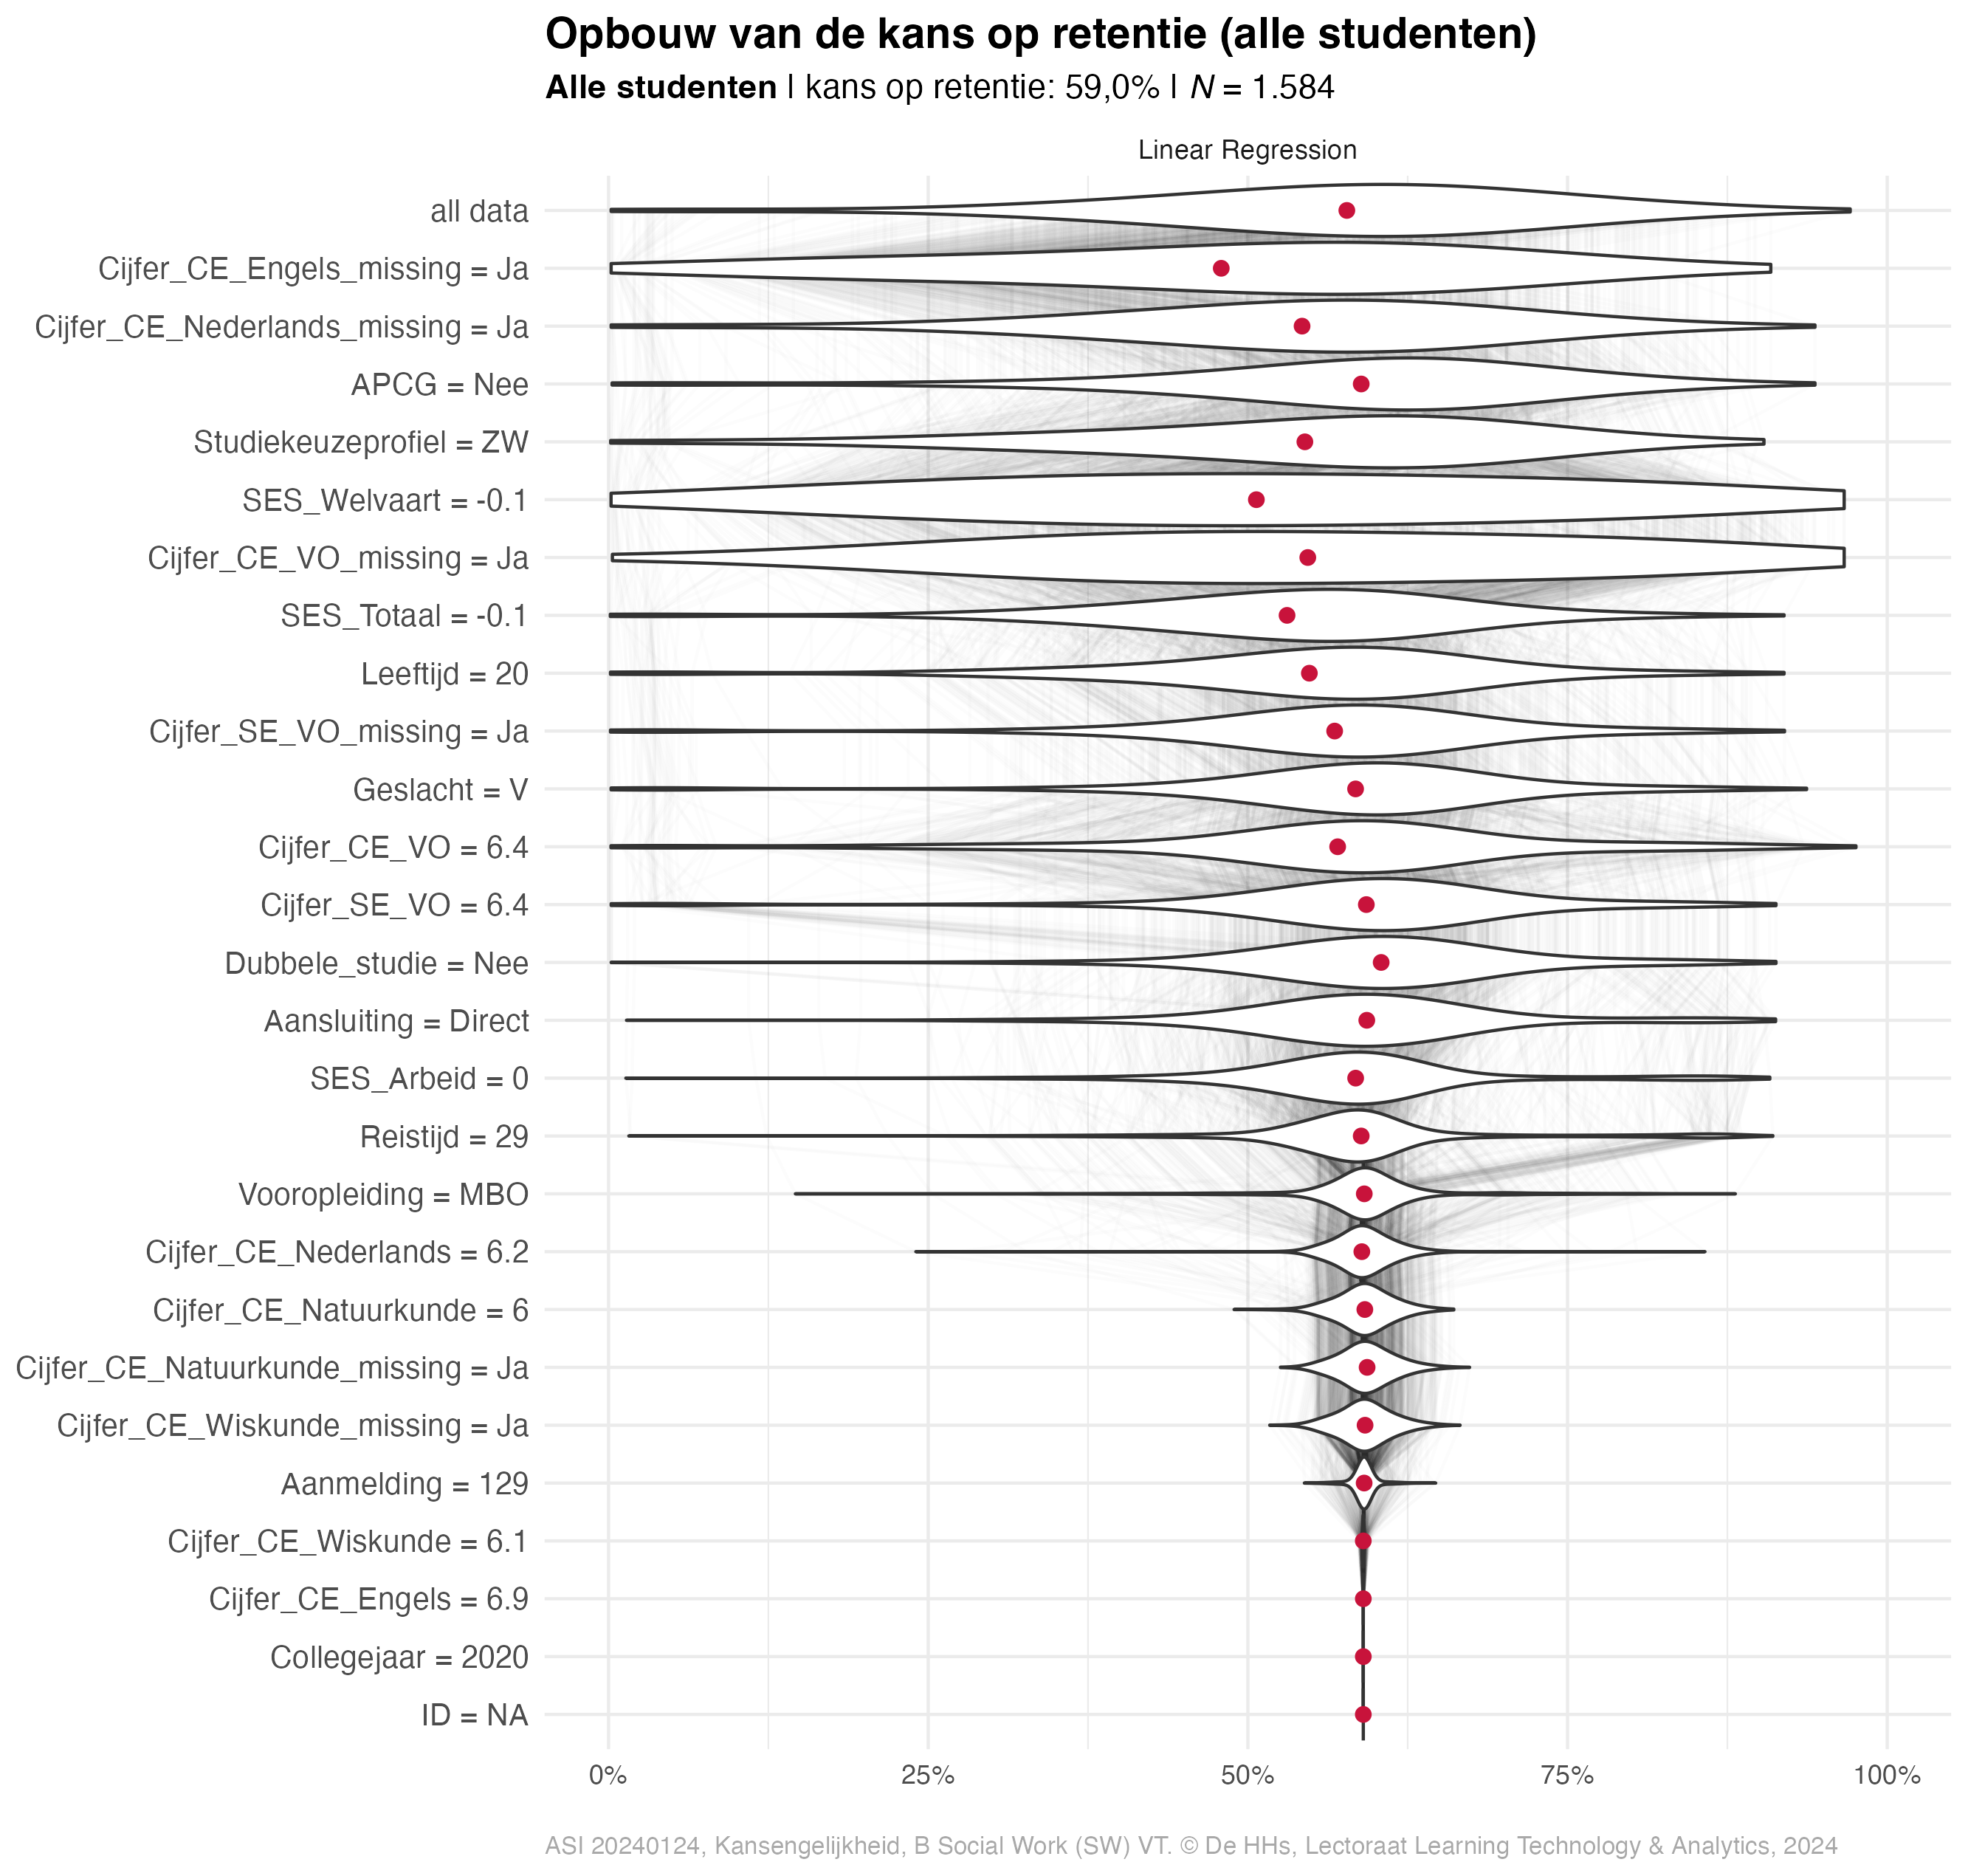 Opbouw van de kans op retentie (alle studenten)
Alle studenten | kans op retentie: 59,0% | N = 1.584
Linear Regression
all data
Cijfer_CE_Engels_missing = Ja
Cijfer_CE_Nederlands_missing = Ja
APCG = Nee
Studiekeuzeprofiel = ZW
SES_Welvaart = -0.1
Cijfer_CE_VO_missing = Ja
SES_Totaal = -0.1
Leeftijd = 20
Cijfer_SE_VO_missing = Ja
Geslacht = V
Cijfer_CE_VO = 6.4
Cijfer_SE_VO = 6.4
Dubbele_studie = Nee
Aansluiting = Direct
SES_Arbeid = 0
Reistijd = 29
Vooropleiding = MBO
Cijfer_CE_Nederlands = 6.2
Cijfer_CE_Natuurkunde = 6
Cijfer_CE_Natuurkunde_missing = Ja
Cijfer_CE_Wiskunde_missing = Ja
Aanmelding = 129
Cijfer_CE_Wiskunde = 6.1
Cijfer_CE_Engels = 6.9
Collegejaar = 2020
ID = NA
0% 25% 50% 75% 100%
ASI 20240124, Kansengelijkheid, B Social Work (SW) VT. © De HHs, Lectoraat Learning Technology & Analytics, 2024